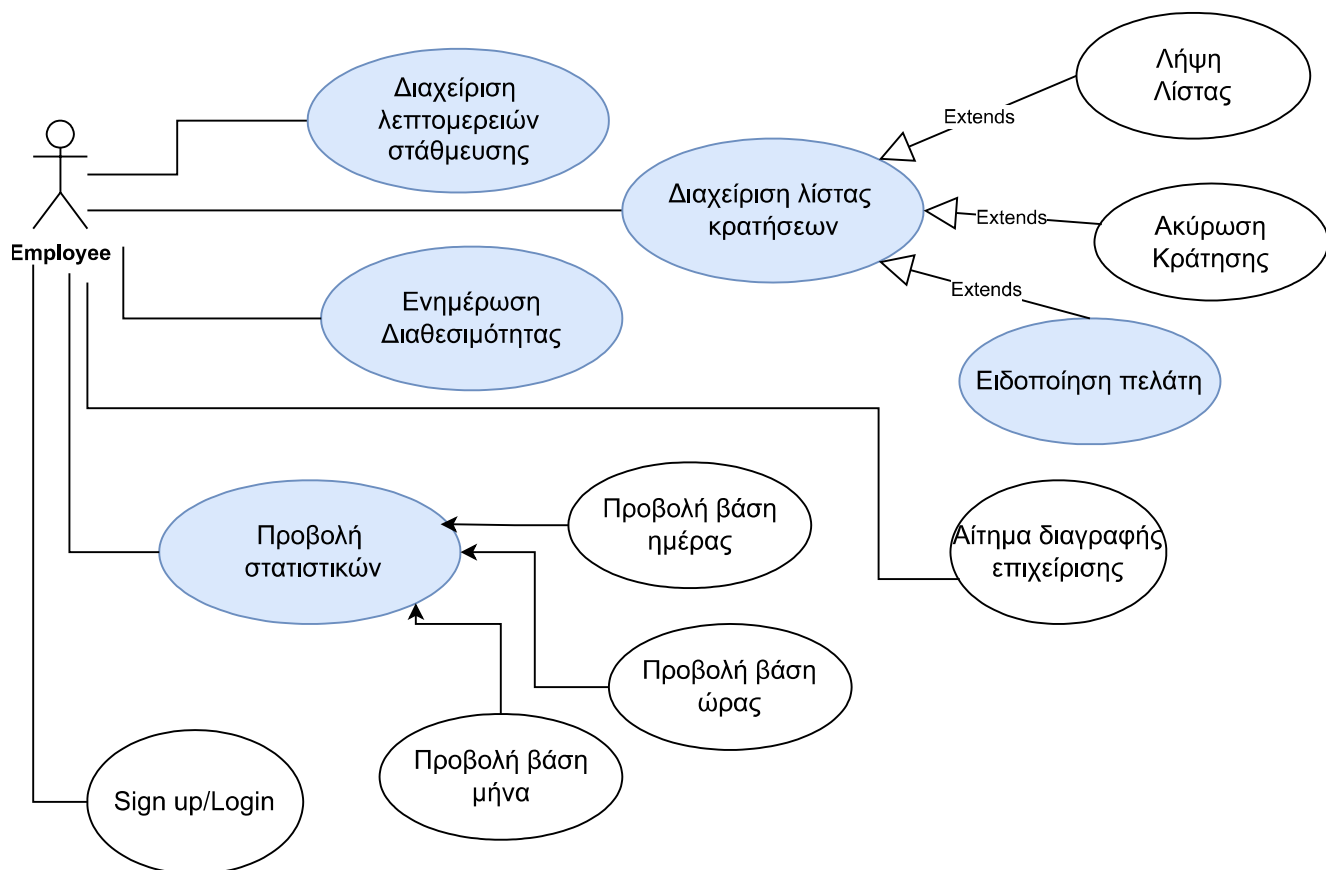 Λήψη
Λίστας
Διαχείριση
λεπτομερειών
στάθμευσης
Extends
Διαχείριση λίστας
κρατήσεων
Extends
Ακύρωση
Κράτησης
Employee
Extends
Ενημέρωση
Διαθεσιμότητας
Ειδοποίηση πελάτη
Προβολή βάση
ημέρας
Προβολή
στατιστικών
Αίτημα διαγραφής
επιχείρισης
Προβολή βάση
ώρας
Προβολή βάση
μήνα
Sign up/Login